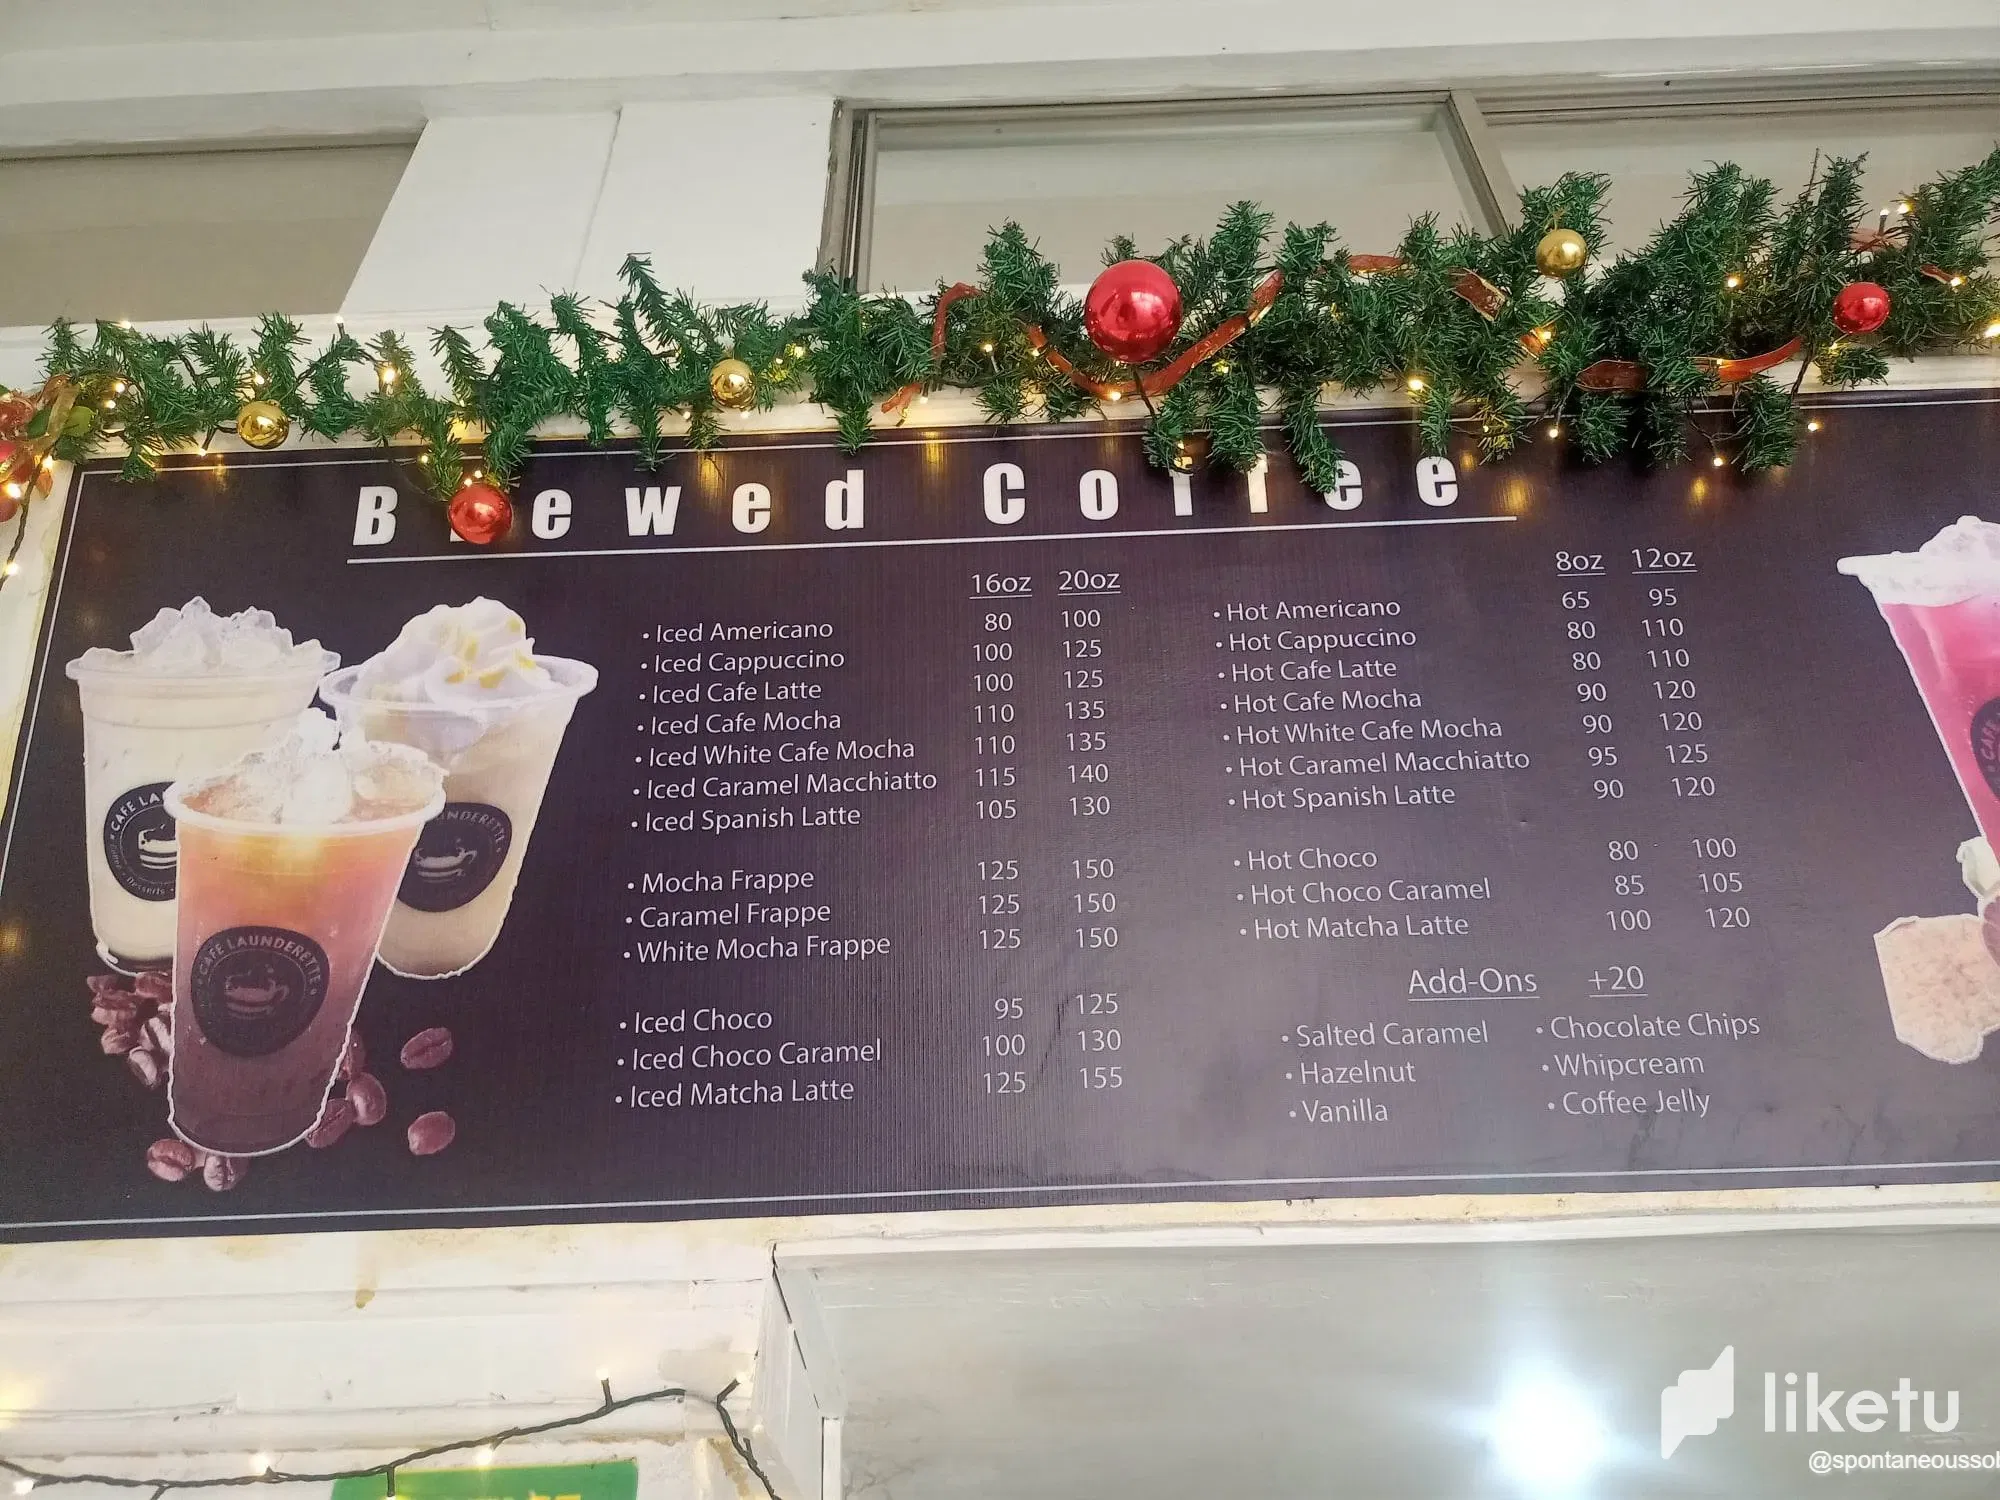 Brewed Coffee
16oz 20oz
• Iced Americano 80 100
• Iced Cappuccino 100 125
• Iced Cafe Latte 100 125
• Iced Cafe Mocha 110 135
• Iced White Cafe Mocha 110 135
• Iced Caramel Macchiatto 115 140
• Iced Spanish Latte 105 130
• Mocha Frappe 125 150
• Caramel Frappe 125 150
• White Mocha Frappe 125 150
• Iced Choco 95 125
• Iced Choco Caramel 100 130
• Iced Matcha Latte 125 155
8oz 12oz
• Hot Americano 65 95
• Hot Cappuccino 80 110
• Hot Cafe Latte 80 110
• Hot Cafe Mocha 90 120
• Hot White Cafe Mocha 90 120
• Hot Caramel Macchiatto 95 125
• Hot Spanish Latte 90 120
• Hot Choco 80 100
• Hot Choco Caramel 85 105
• Hot Matcha Latte 100 120
Add-Ons +20
• Salted Caramel • Chocolate Chips
• Hazelnut • Whipcream
• Vanilla • Coffee Jelly
CAFE LAUNDERETTE
liketu